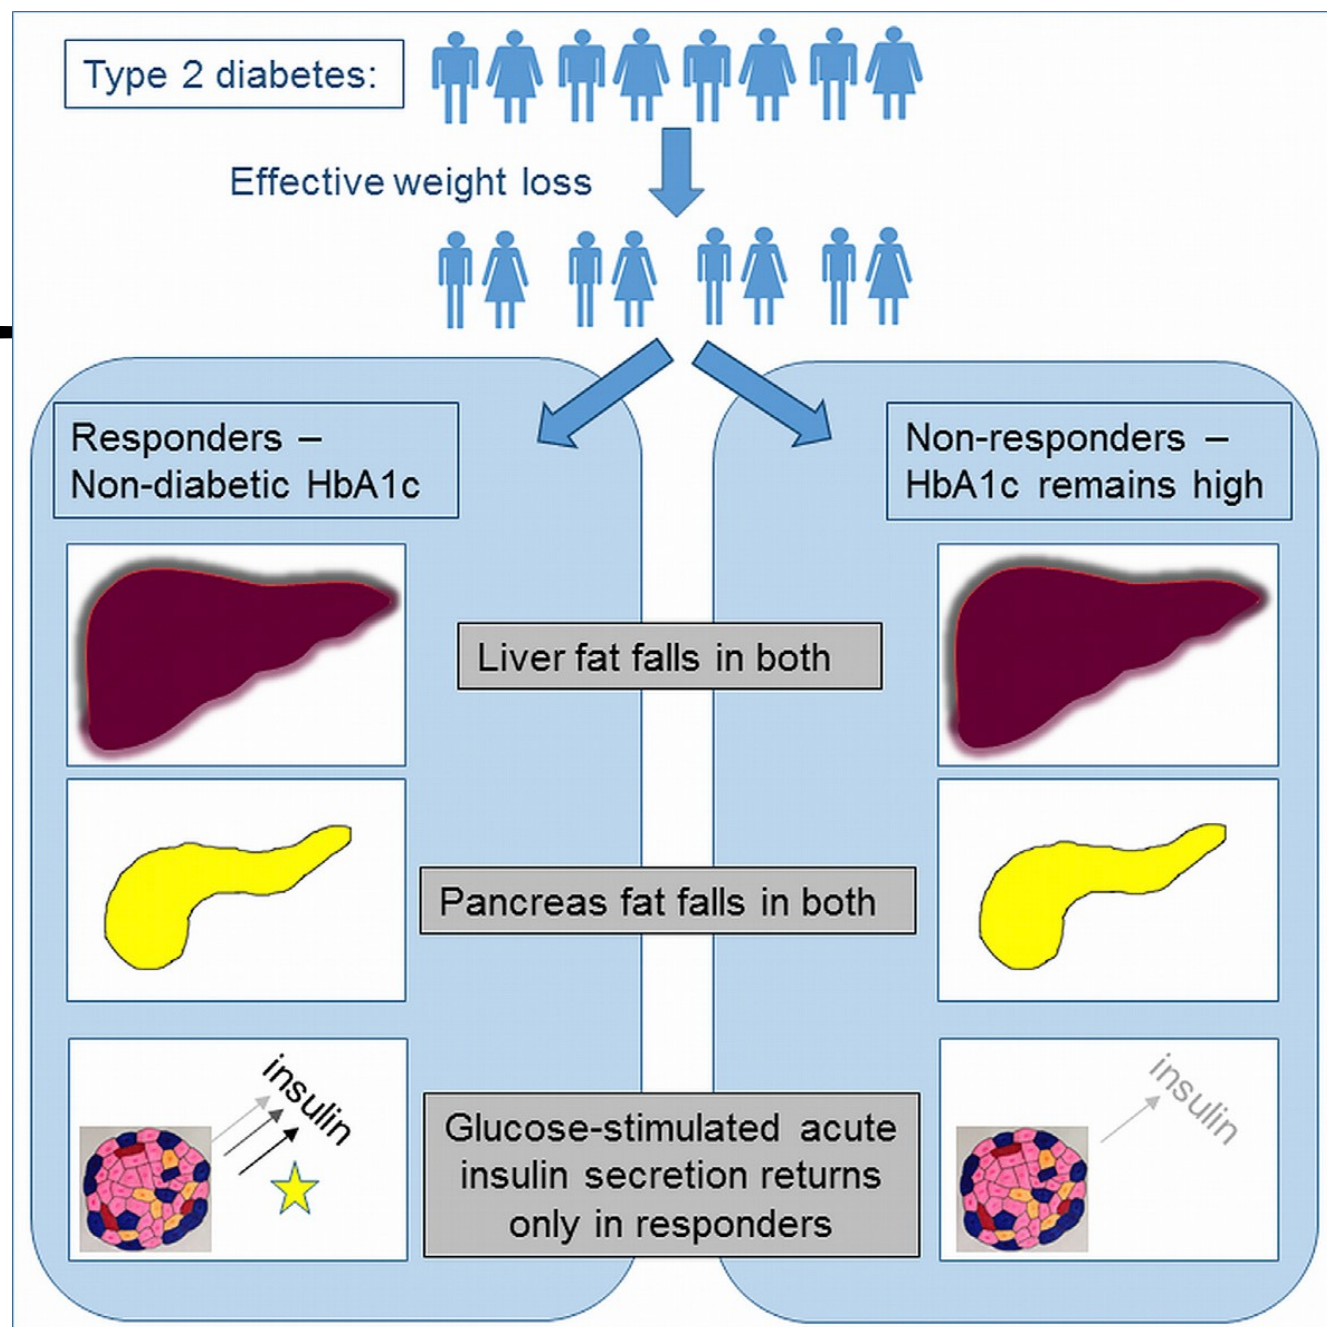 Type 2 diabetes:
Effective weight loss
Responders –
Non-diabetic HbA1c
Non-responders –
HbA1c remains high
Liver fat falls in both
Pancreas fat falls in both
insulin
Glucose-stimulated acute
insulin secretion returns
only in responders
insulin